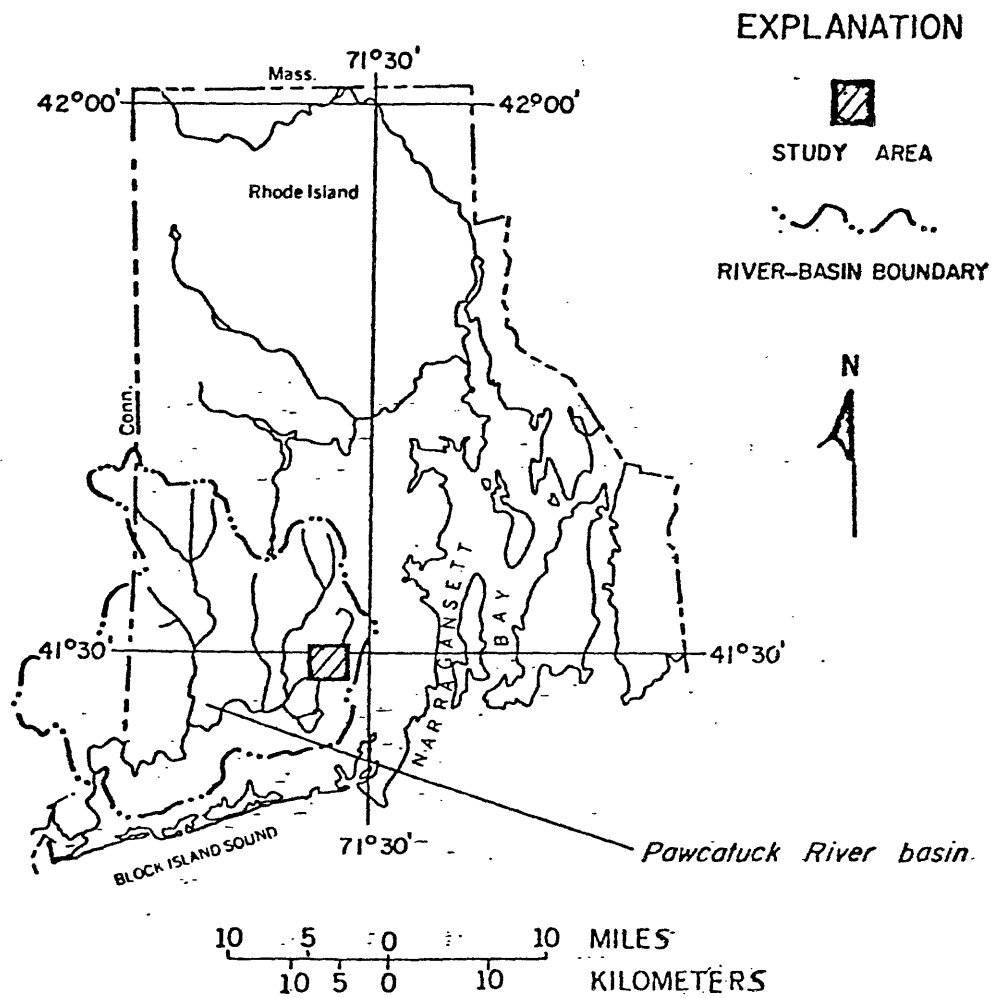 EXPLANATION
71°30'
Mass.
42°00'
42°00'
STUDY AREA
Rhode Island
RIVER-BASIN BOUNDARY
N
Conn.
NARRAGANSETT
BAY
41°30'
41°30'
71°30'
Pawcatuck River basin
BLOCK ISLAND SOUND
10 5 0 10 MILES
10 5 0 10 KILOMETERS